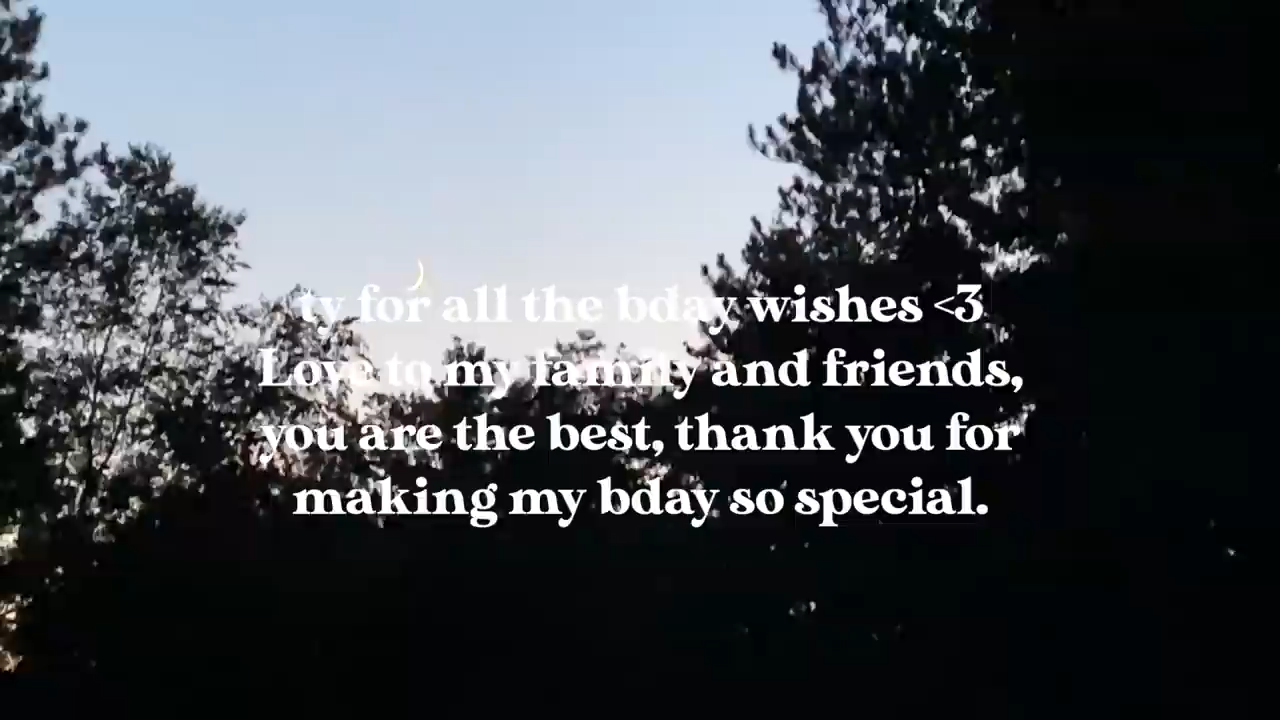 ty for all the bday wishes <3
Love to my family and friends,
you are the best, thank you for
making my bday so special.